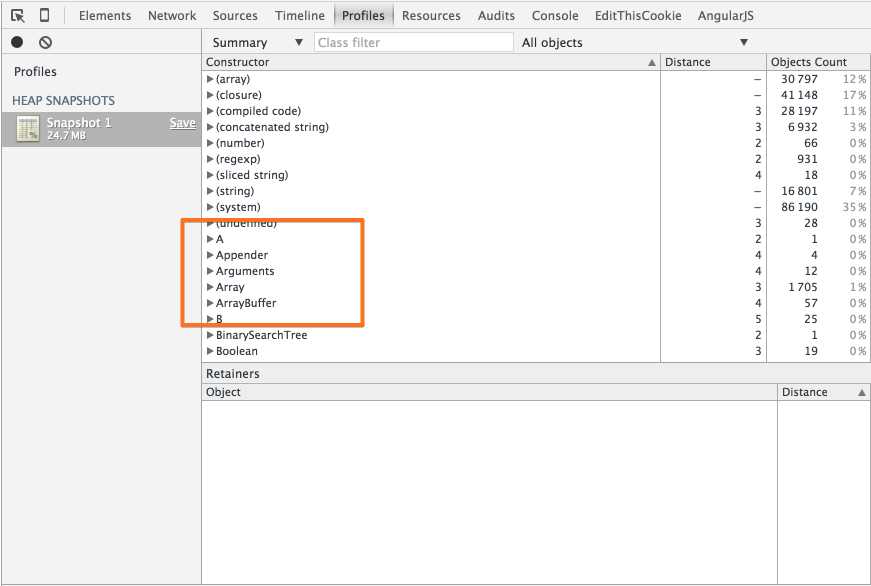 Elements Network Sources Timeline Profiles Resources Audits Console EditThisCookie AngularJS
Summary ▼ Class filter All objects ▼
Profiles
HEAP SNAPSHOTS
Snapshot 1 Save
24.7 MB
Constructor ▲ Distance Objects Count
(array) – 30 797 12 %
(closure) – 41 148 17 %
(compiled code) 3 28 197 11 %
(concatenated string) 3 6 932 3 %
(number) 2 66 0 %
(regexp) 2 931 0 %
(sliced string) 4 18 0 %
(string) – 16 801 7 %
(system) – 86 190 35 %
(undefined) 3 28 0 %
A 2 1 0 %
Appender 4 4 0 %
Arguments 4 12 0 %
Array 3 1 705 1 %
ArrayBuffer 4 57 0 %
B 5 25 0 %
BinarySearchTree 2 1 0 %
Boolean 3 19 0 %
Retainers
Object Distance ▲